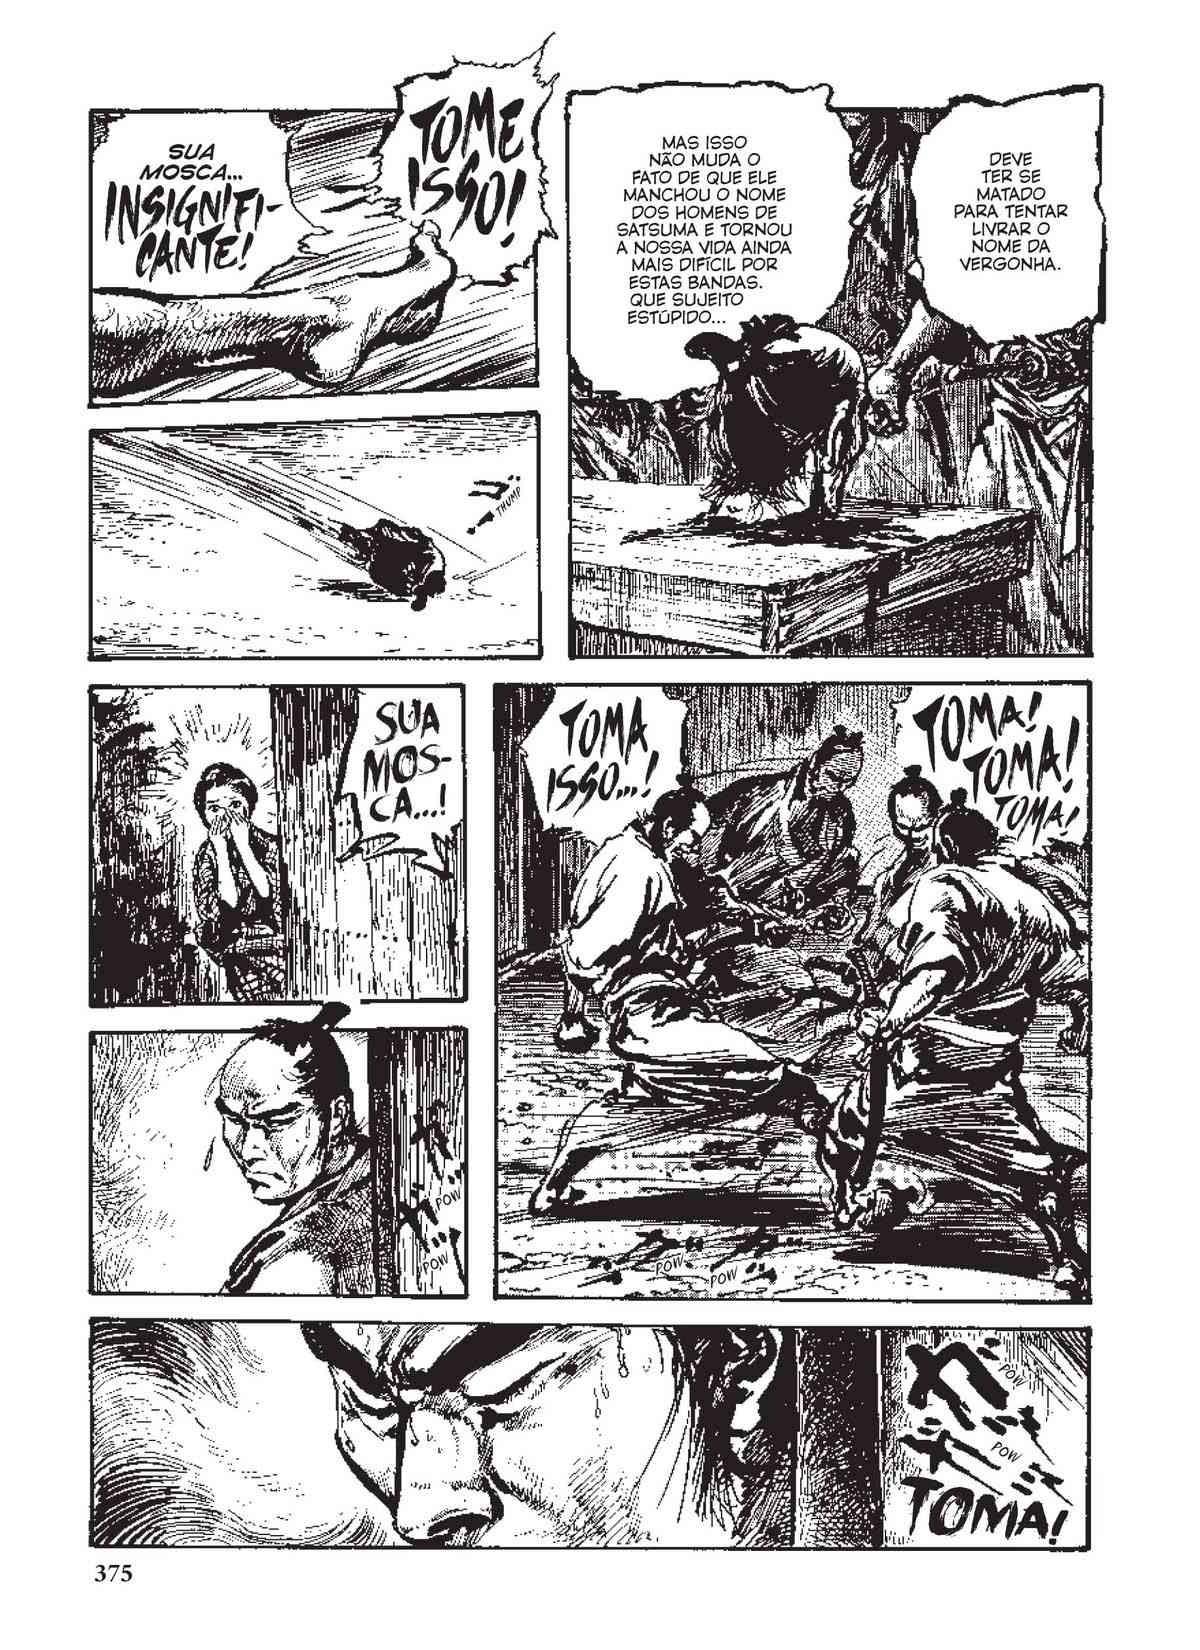 DEVE
TER SE
MATADO
PARA TENTAR
LIVRAR O
NOME DA
VERGONHA.
MAS ISSO
NÃO MUDA O
FATO DE QUE ELE
MANCHOU O NOME
DOS HOMENS DE
SATSUMA E TORNOU
A NOSSA VIDA AINDA
MAIS DIFÍCIL POR
ESTAS BANDAS.
QUE SUJEITO
ESTÚPIDO...
TOME
ISSO!
SUA
MOSCA...
INSIGNIFI-
CANTE!
THUMP
TOMA!
TOMA!
TOMA!
TOMA
ISSO...!
POW
POW
SUA
MOS-
CA...!
POW
POW
POW
POW
TOMA!
375